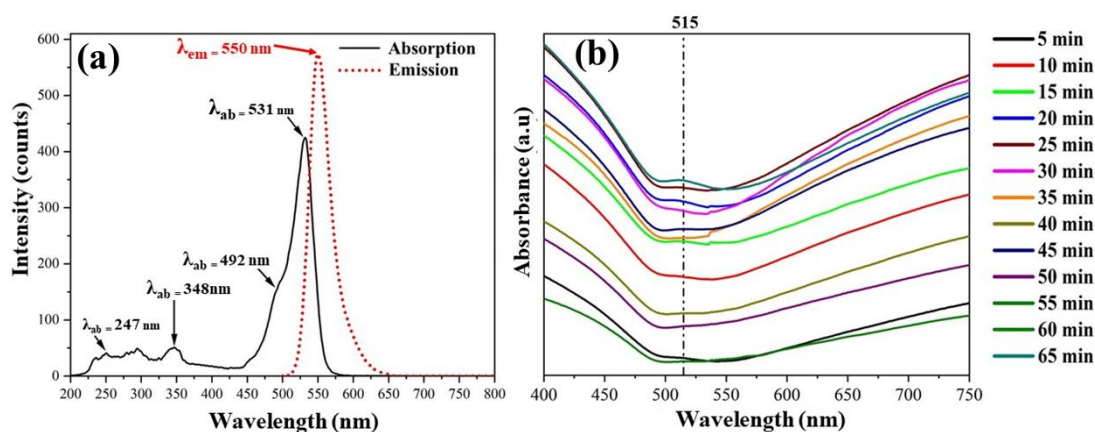 (a)
λem = 550 nm
Absorption
Emission
λab = 531 nm
λab = 492 nm
λab = 348nm
λab = 247 nm
Intensity (counts)
600
500
400
300
200
100
0
200 250 300 350 400 450 500 550 600 650 700 750
Wavelength (nm)
515
(b)
Absorbance (a.u)
400 450 500 550 600 650 700 750
Wavelength (nm)
5 min
10 min
15 min
20 min
25 min
30 min
35 min
40 min
45 min
50 min
55 min
60 min
65 min